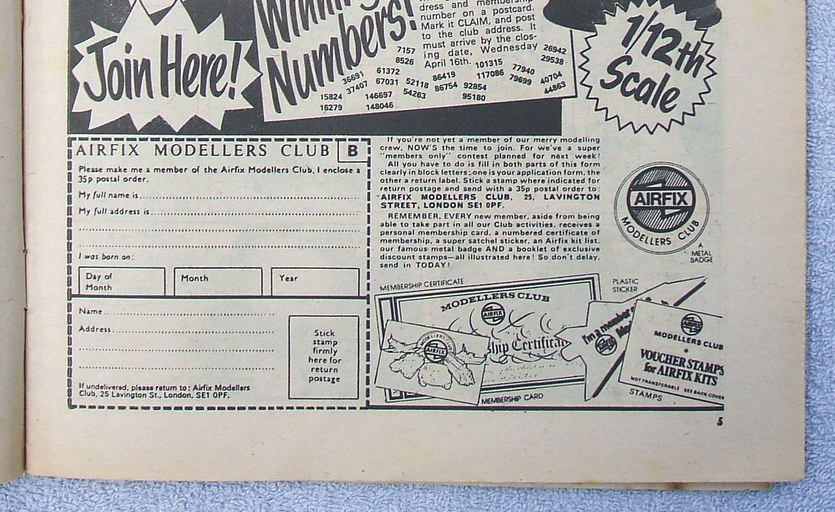 Join Here!
Winning
Numbers!
dress and membership
number on a postcard.
Mark it CLAIM, and post
to the club address. It
must arrive by the clos-
ing date, Wednesday
April 16th.
7157
8526
101315
26942
29538
36691 61372 86419 117086 77940 40704
37407 67031 52118 86754 92854 79699 44863
15824 146697 54263 95180
16279 148046
1/12th
Scale
AIRFIX MODELLERS CLUB B
Please make me a member of the Airfix Modellers Club, I enclose a
35p postal order.
My full name is
My full address is
I was born on:
Day of
Month
Month
Year
Name
Address
Stick
stamp
firmly
here for
return
postage
If undelivered, please return to: Airfix Modellers
Club, 25 Lavington St., London, SE1 0PF.
If you're not yet a member of our merry modelling
crew, NOW'S the time to join. For we've a super
"members only" contest planned for next week!
All you have to do is fill in both parts of this form
clearly in block letters; one is your application form, the
other a return label. Stick a stamp where indicated for
return postage and send with a 35p postal order to:
AIRFIX MODELLERS CLUB, 25, LAVINGTON
STREET, LONDON SE1 0PF.
REMEMBER, EVERY new member, aside from being
able to take part in all our Club activities, receives a
personal membership card, a numbered certificate of
membership, a super satchel sticker, an Airfix kit list,
our famous metal badge AND a booklet of exclusive
discount stamps—all illustrated here! So don't delay,
send in TODAY!
AIRFIX
MODELLERS CLUB
A
METAL
BADGE
MEMBERSHIP CERTIFICATE
MODELLERS CLUB
AIRFIX
ship Certificate
MODELLERS CLUB
AIRFIX
MEMBERSHIP CARD
PLASTIC
STICKER
I'm a member
AIRFIX
AIRFIX
MODELLERS CLUB
VOUCHER STAMPS
for AIRFIX KITS
NOT TRANSFERABLE SEE BACK COVER
STAMPS
5